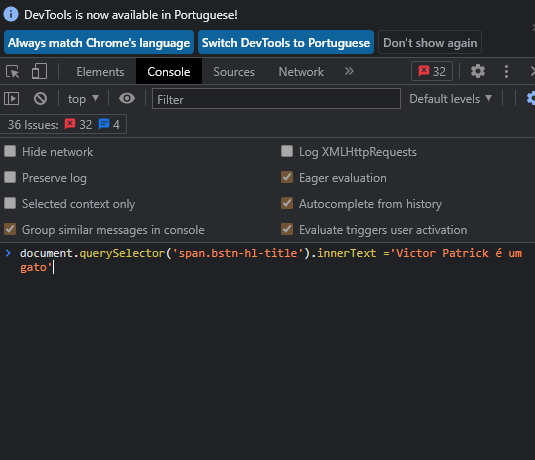 DevTools is now available in Portuguese!
Always match Chrome's language Switch DevTools to Portuguese Don't show again
Elements Console Sources Network » 32
top Filter Default levels
36 Issues: 32 4
Hide network Log XMLHttpRequests
Preserve log Eager evaluation
Selected context only Autocomplete from history
Group similar messages in console Evaluate triggers user activation
> document.querySelector('span.bstn-hl-title').innerText ='Victor Patrick é um
gato'